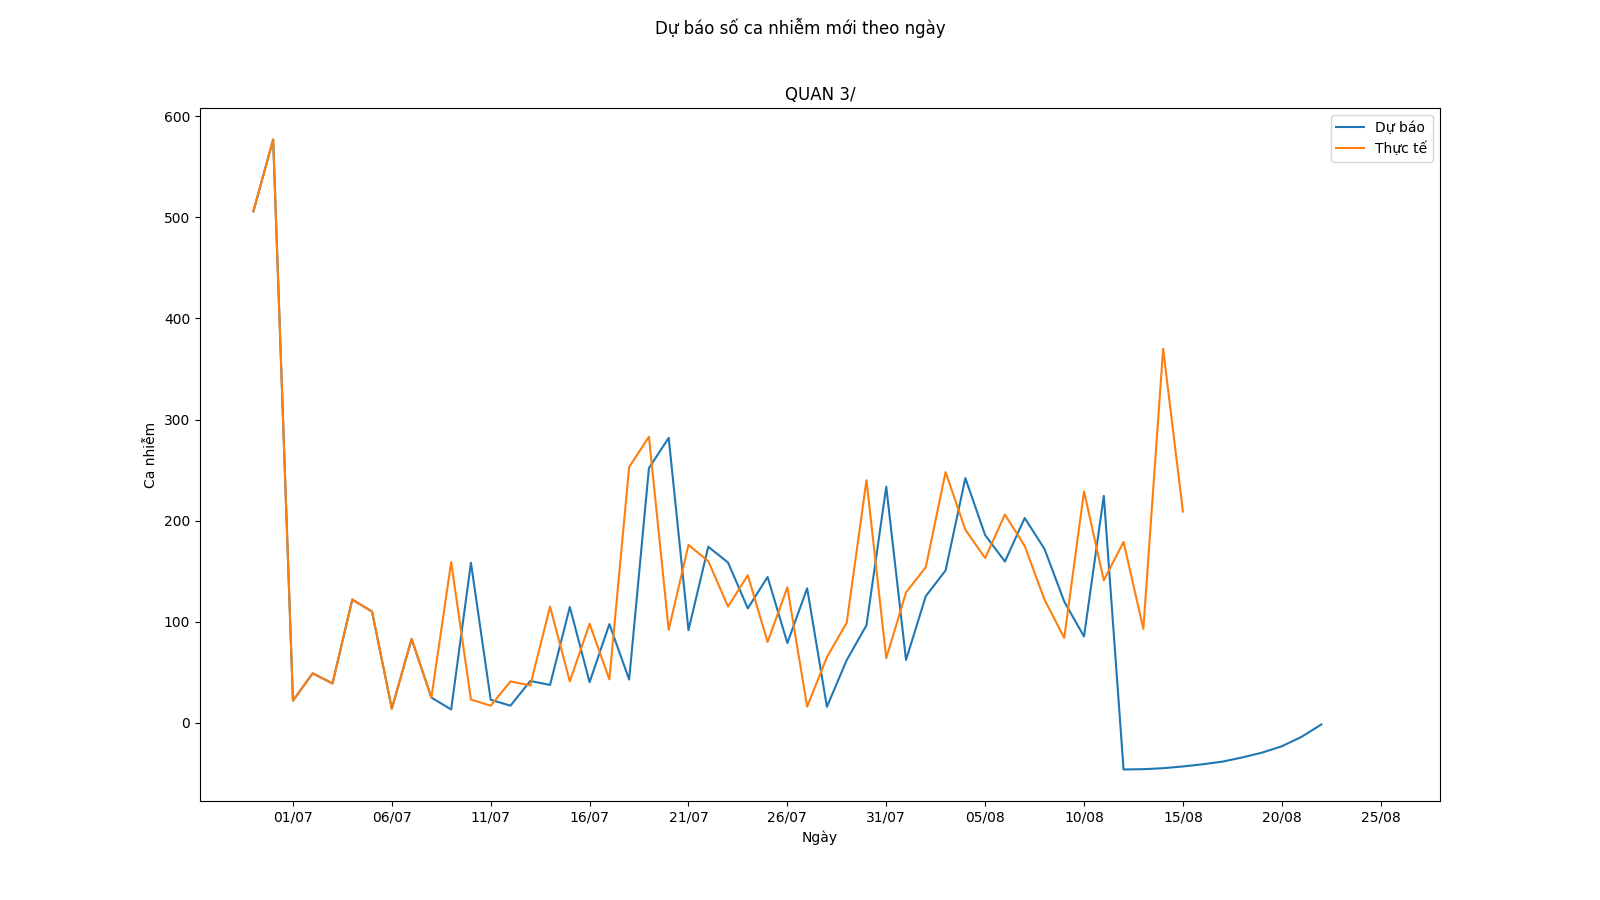 Dự báo số ca nhiễm mới theo ngày
QUAN 3/
Dự báo
Thực tế
600
500
400
300
200
100
0
Ca nhiễm
01/07 06/07 11/07 16/07 21/07 26/07 31/07 05/08 10/08 15/08 20/08 25/08
Ngày